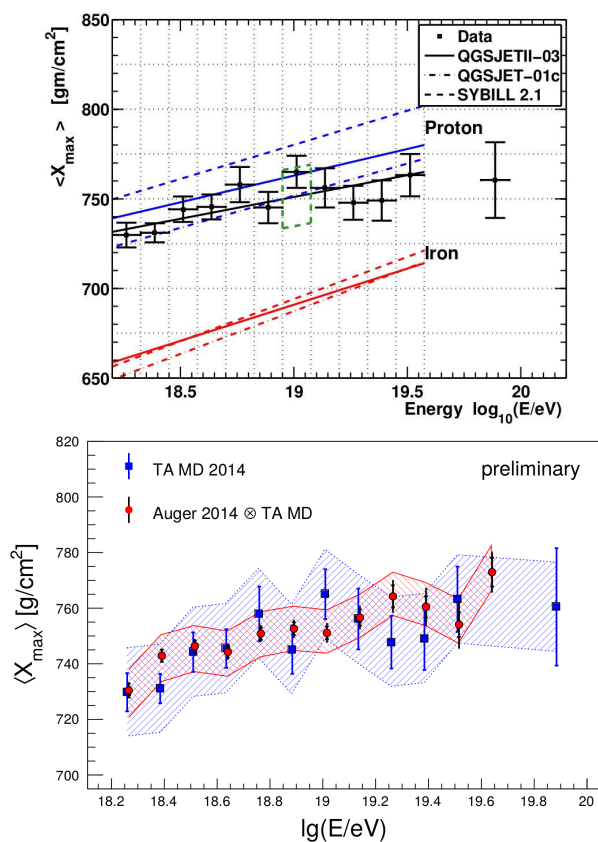 850
800
750
700
650
<X_max> [gm/cm²]
Data
QGSJETII−03
QGSJET−01c
SYBILL 2.1
Proton
Iron
18.5 19 19.5 20
Energy log₁₀(E/eV)
820
800
780
760
740
720
700
⟨X_max⟩ [g/cm²]
TA MD 2014
preliminary
Auger 2014 ⊗ TA MD
18.2 18.4 18.6 18.8 19 19.2 19.4 19.6 19.8 20
lg(E/eV)